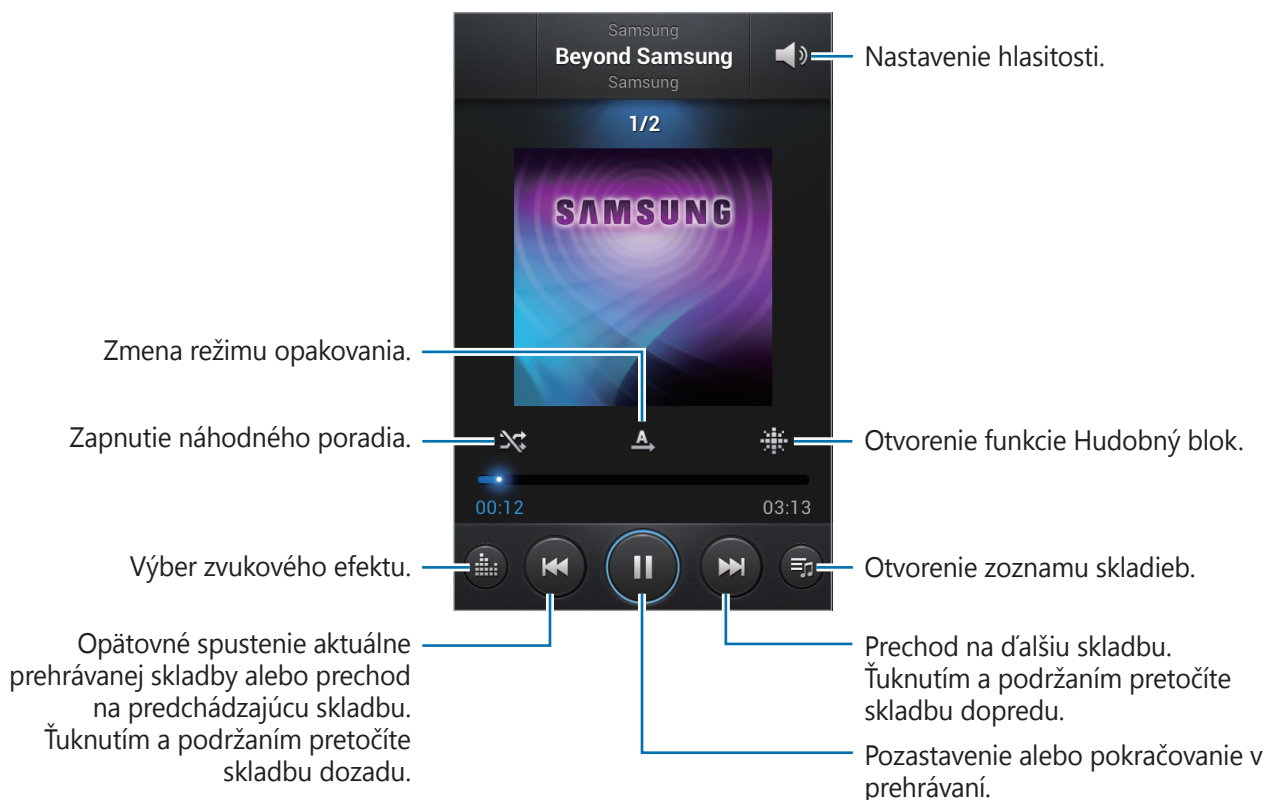 Samsung
Beyond Samsung
Samsung
Nastavenie hlasitosti.
1/2
SAMSUNG
Zmena režimu opakovania.
Zapnutie náhodného poradia.
A
Otvorenie funkcie Hudobný blok.
00:12
03:13
Výber zvukového efektu.
Otvorenie zoznamu skladieb.
Opätovné spustenie aktuálne
prehrávanej skladby alebo prechod
na predchádzajúcu skladbu.
Ťuknutím a podržaním pretočíte
skladbu dozadu.
Prechod na ďalšiu skladbu.
Ťuknutím a podržaním pretočíte
skladbu dopredu.
Pozastavenie alebo pokračovanie v
prehrávaní.